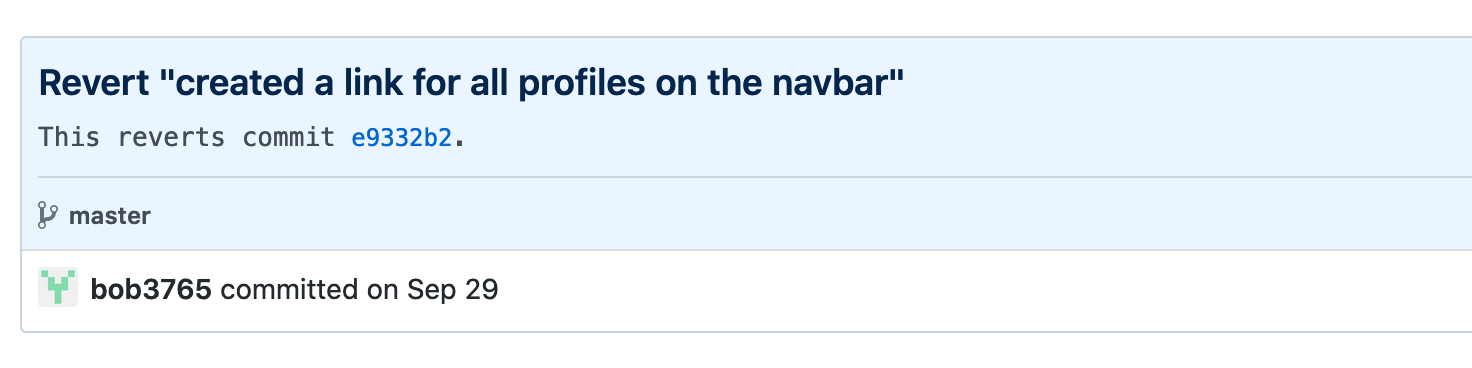 Revert "created a link for all profiles on the navbar"
This reverts commit e9332b2.
master
bob3765 committed on Sep 29